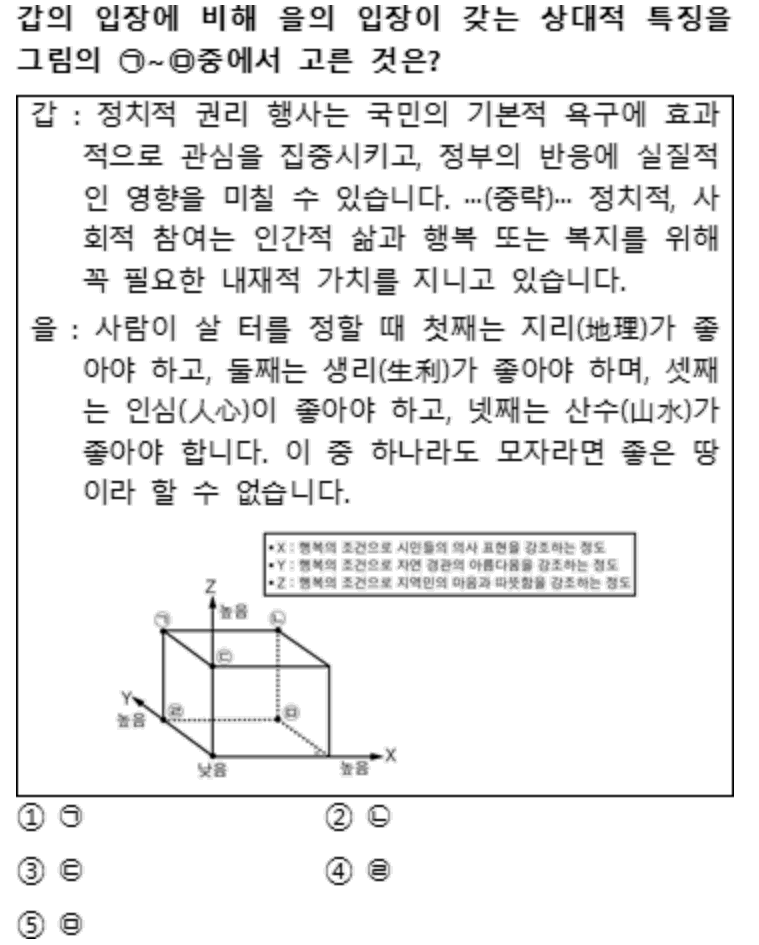 갑의 입장에 비해 을의 입장이 갖는 상대적 특징을
그림의 ㉠~㉤중에서 고른 것은?
갑 : 정치적 권리 행사는 국민의 기본적 욕구에 효과
적으로 관심을 집중시키고, 정부의 반응에 실질적
인 영향을 미칠 수 있습니다. …(중략)… 정치적, 사
회적 참여는 인간적 삶과 행복 또는 복지를 위해
꼭 필요한 내재적 가치를 지니고 있습니다.
을 : 사람이 살 터를 정할 때 첫째는 지리(地理)가 좋
아야 하고, 둘째는 생리(生利)가 좋아야 하며, 셋째
는 인심(人心)이 좋아야 하고, 넷째는 산수(山水)가
좋아야 합니다. 이 중 하나라도 모자라면 좋은 땅
이라 할 수 없습니다.
•X : 행복의 조건으로 시민들의 의사 표현을 강조하는 정도
•Y : 행복의 조건으로 자연 경관의 아름다움을 강조하는 정도
•Z : 행복의 조건으로 지역민의 마음과 따뜻함을 강조하는 정도
Z
높음
㉠
㉡
㉢
Y
높음
㉣
㉤
X
낮음
높음
① ㉠
② ㉡
③ ㉢
④ ㉣
⑤ ㉤